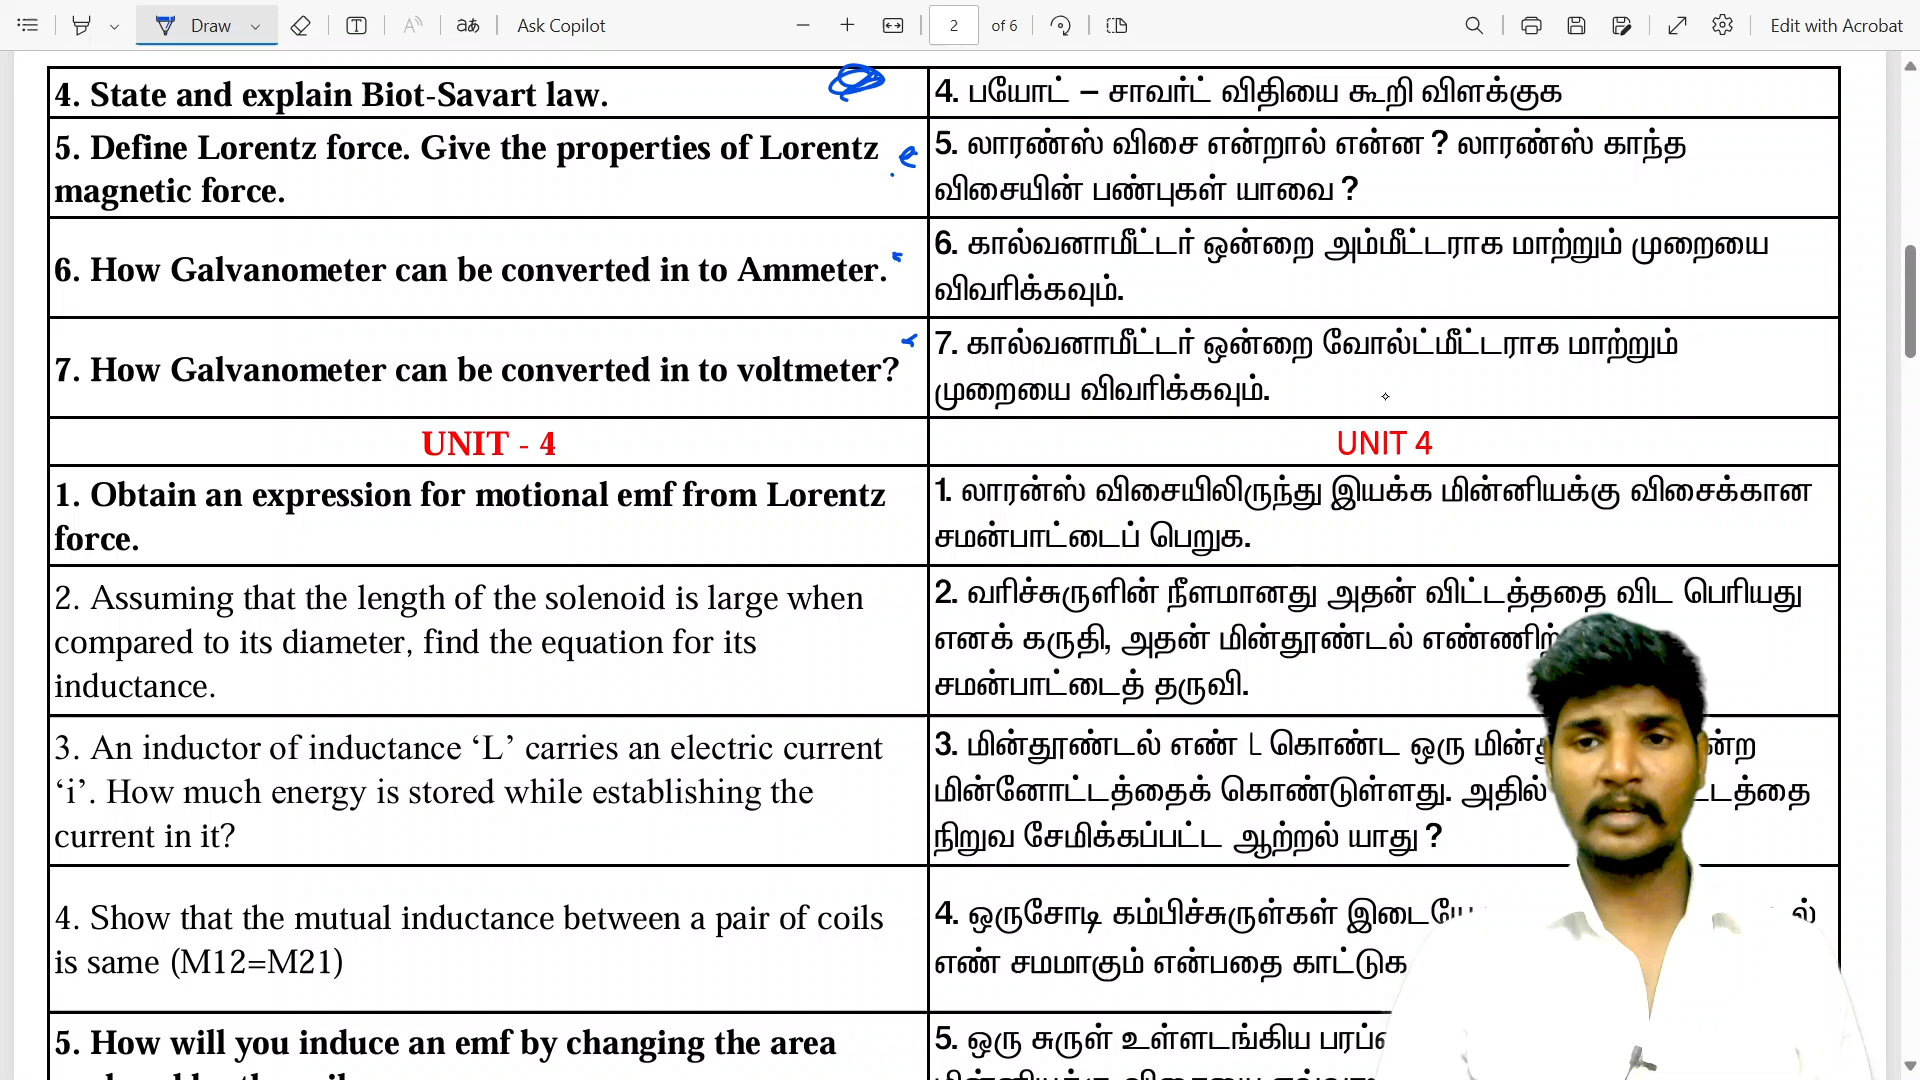 Draw
Ask Copilot
2 of 6
Edit with Acrobat
4. State and explain Biot-Savart law.
4. பயோட் – சாவர்ட் விதியை கூறி விளக்குக
5. Define Lorentz force. Give the properties of Lorentz
magnetic force.
5. லாரண்ஸ் விசை என்றால் என்ன ? லாரண்ஸ் காந்த
விசையின் பண்புகள் யாவை ?
6. How Galvanometer can be converted in to Ammeter.
6. கால்வனாமீட்டர் ஒன்றை அம்மீட்டராக மாற்றும் முறையை
விவரிக்கவும்.
7. How Galvanometer can be converted in to voltmeter?
7. கால்வனாமீட்டர் ஒன்றை வோல்ட்மீட்டராக மாற்றும்
முறையை விவரிக்கவும்.
UNIT - 4
UNIT 4
1. Obtain an expression for motional emf from Lorentz
force.
1. லாரன்ஸ் விசையிலிருந்து இயக்க மின்னியக்கு விசைக்கான
சமன்பாட்டைப் பெறுக.
2. Assuming that the length of the solenoid is large when
compared to its diameter, find the equation for its
inductance.
2. வரிச்சுருளின் நீளமானது அதன் விட்டத்ததை விட பெரியது
எனக் கருதி, அதன் மின்தூண்டல்
சமன்பாட்டைத் தருவி.
3. An inductor of inductance ‘L’ carries an electric current
‘i’. How much energy is stored while establishing the
current in it?
3. மின்தூண்டல் எண் L கொண்ட ஒரு
மின்னோட்டத்தைக் கொண்டுள்ளது. அதில்
நிறுவ சேமிக்கப்பட்ட ஆற்றல் யாது ?
4. Show that the mutual inductance between a pair of coils
is same (M12=M21)
4. ஒருசோடி கம்பிச்சுருள்கள்
எண் சமமாகும் என்பதை காட்டுக
5. How will you induce an emf by changing the area
5. ஒரு சுருள் உள்ளடங்கிய